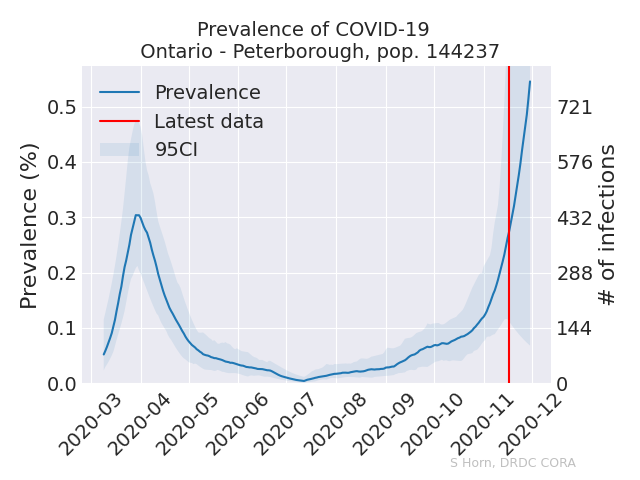 Prevalence of COVID-19
Ontario - Peterborough, pop. 144237
Prevalence
Latest data
95CI
Prevalence (%)
0.5
0.4
0.3
0.2
0.1
0.0
721
576
432
288
144
0
# of infections
2020-03
2020-04
2020-05
2020-06
2020-07
2020-08
2020-09
2020-10
2020-11
2020-12
S Horn, DRDC CORA